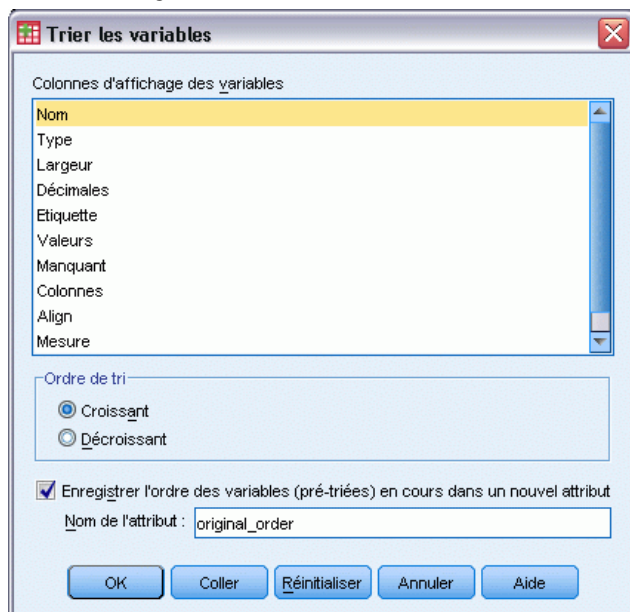 Trier les variables
Colonnes d'affichage des variables
Nom
Type
Largeur
Décimales
Etiquette
Valeurs
Manquant
Colonnes
Align
Mesure
Ordre de tri
Croissant
Décroissant
Enregistrer l'ordre des variables (pré-triées) en cours dans un nouvel attribut
Nom de l'attribut : original_order
OK Coller Réinitialiser Annuler Aide